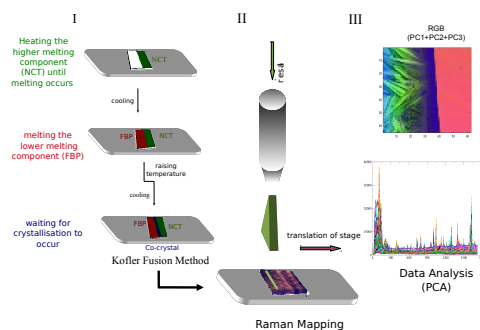 I
II
III
Heating the
higher melting
component
(NCT) until
melting occurs
NCT
cooling
melting the
lower melting
component (FBP)
FBP
NCT
raising
temperature
cooling
waiting for
crystallisation to
occur
FBP
NCT
Co-crystal
Kofler Fusion Method
translation of stage
Raman Mapping
RGB
(PC1+PC2+PC3)
Data Analysis
(PCA)